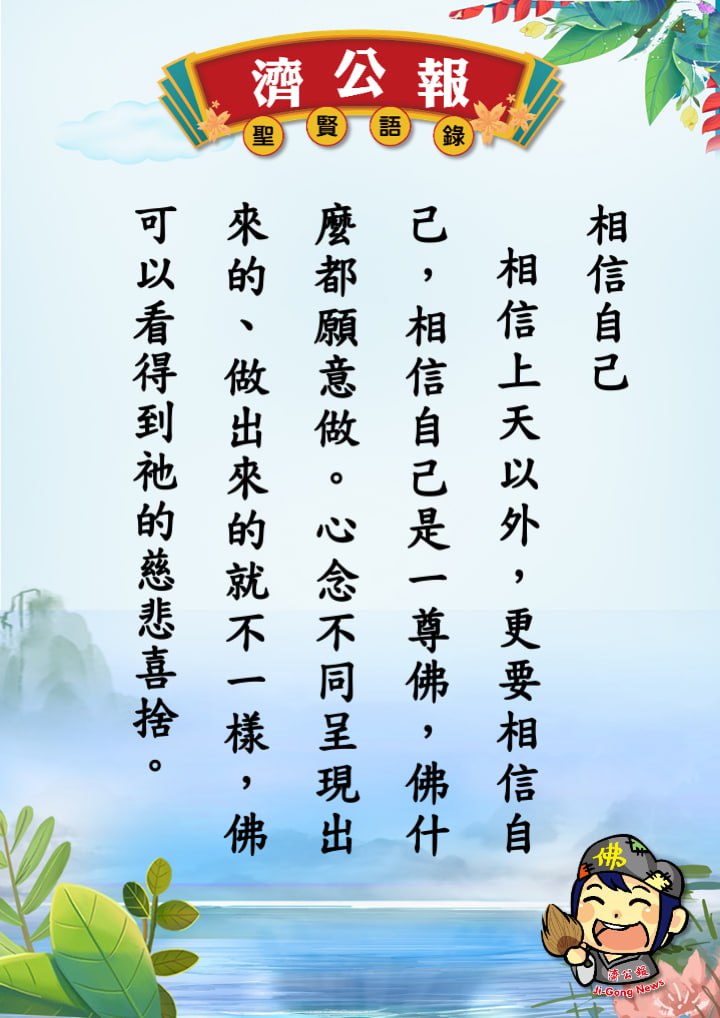 濟公報
聖賢語錄
相信自己
相信上天以外，更要相信自
己，相信自己是一尊佛，佛什
麼都願意做。心念不同呈現出
來的、做出來的就不一樣，佛
可以看得到祂的慈悲喜捨。
佛
濟公報
Ji-Gong News